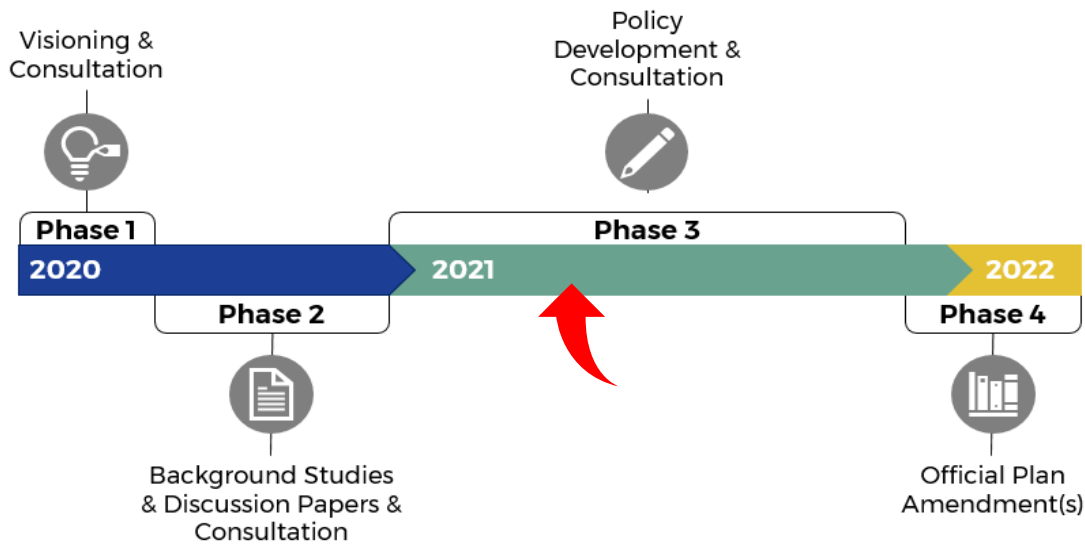 Visioning &
Consultation
Policy
Development &
Consultation
Phase 1
Phase 3
2020
2021
2022
Phase 2
Phase 4
Background Studies
& Discussion Papers &
Consultation
Official Plan
Amendment(s)